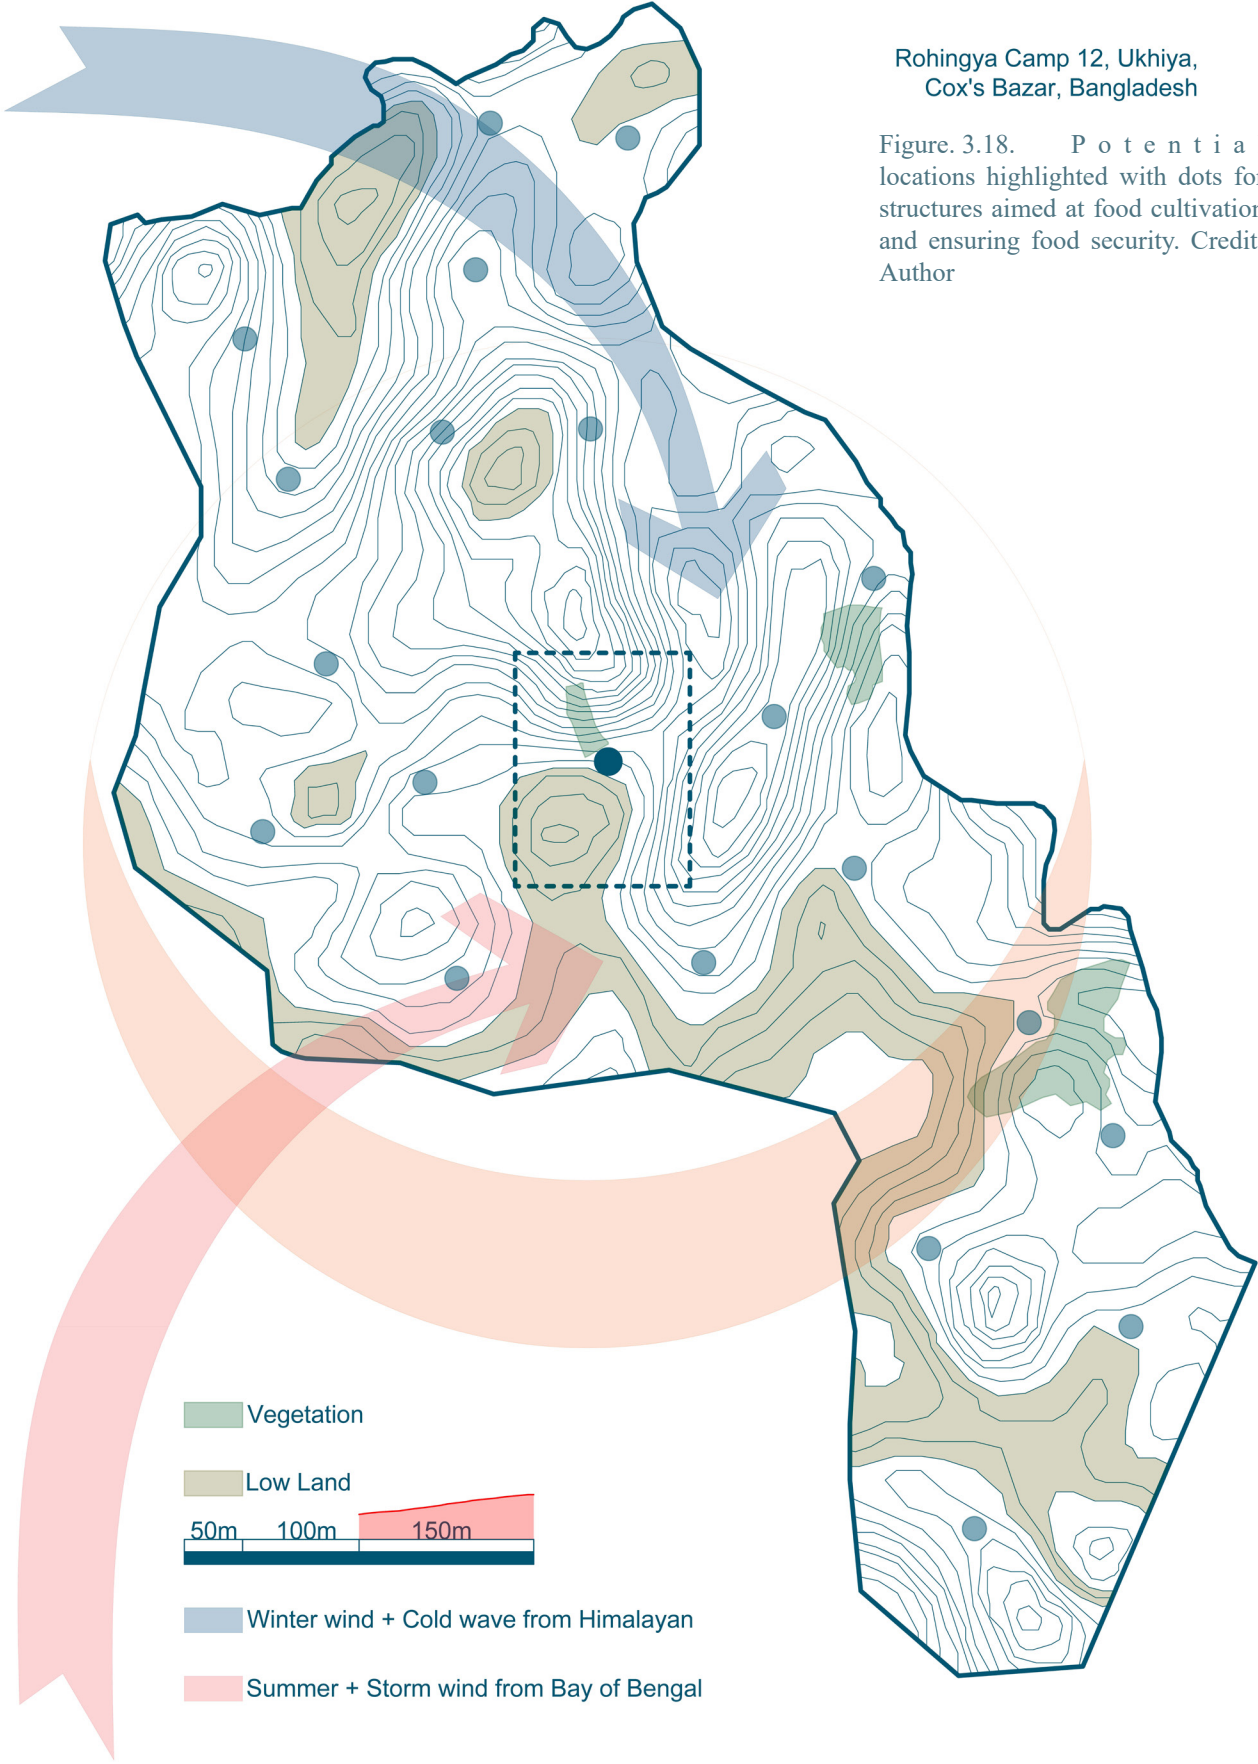 Rohingya Camp 12, Ukhiya,
Cox's Bazar, Bangladesh
Figure. 3.18. Potentia
locations highlighted with dots for
structures aimed at food cultivation
and ensuring food security. Credit
Author
Vegetation
Low Land
50m 100m 150m
Winter wind + Cold wave from Himalayan
Summer + Storm wind from Bay of Bengal